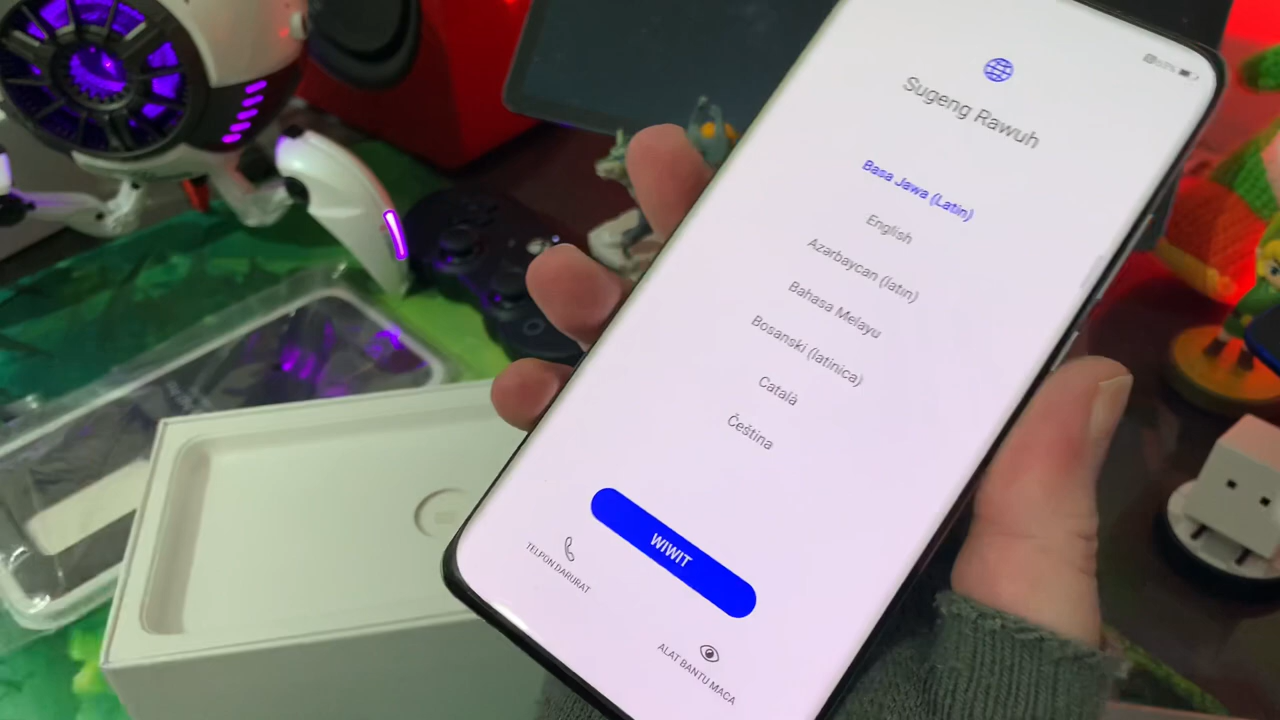 Sugeng Rawuh
Basa Jawa (Latin)
English
Azərbaycan (latın)
Bahasa Melayu
Bosanski (latinica)
Català
Čeština
WIWIT
TELPON DARURAT
ALAT BANTU MACA